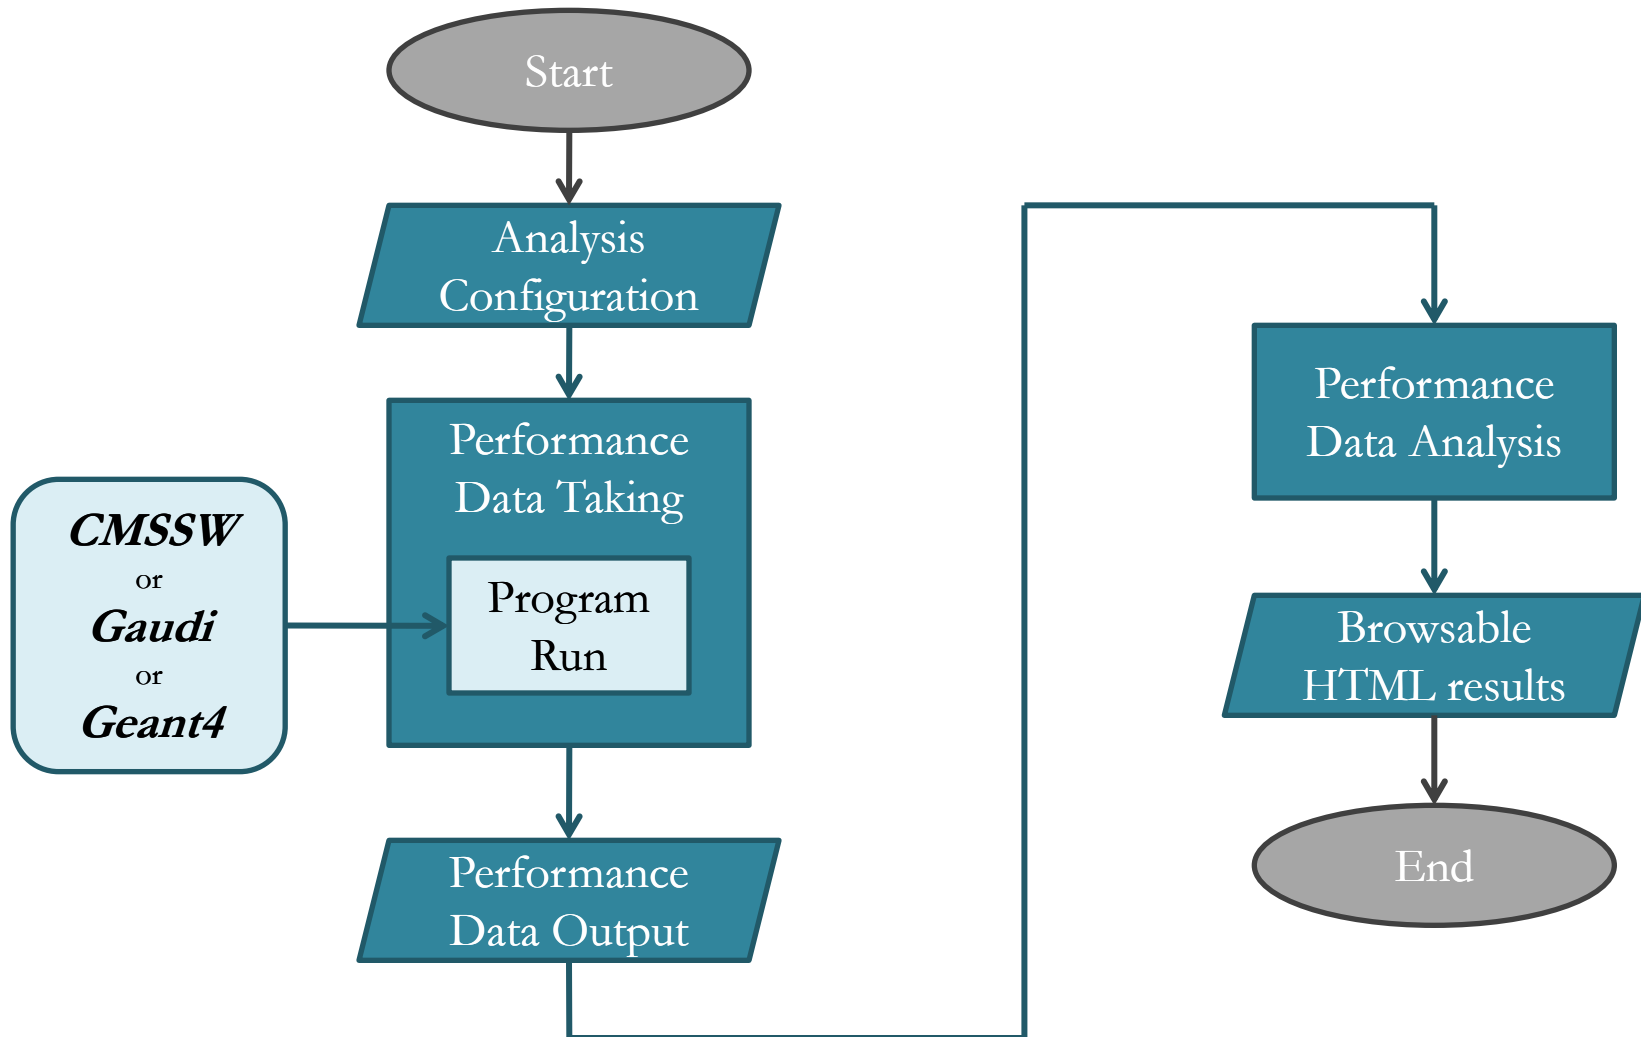 Start
Analysis
Configuration
Performance
Data Taking
Program
Run
CMSSW
or
Gaudi
or
Geant4
Performance
Data Output
Performance
Data Analysis
Browsable
HTML results
End